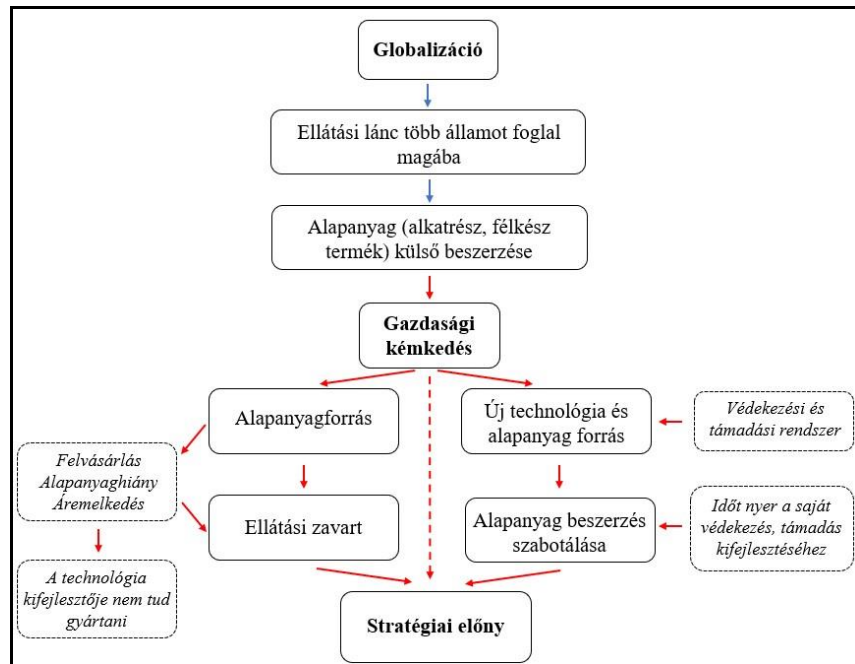 Globalizáció
Ellátási lánc több államot foglal
magába
Alapanyag (alkatrész, félkész
termék) külső beszerzése
Gazdasági
kémkedés
Alapanyagforrás
Új technológia és
alapanyag forrás
Védekezési és
támadási rendszer
Felvásárlás
Alapanyaghiány
Áremelkedés
Ellátási zavart
Alapanyag beszerzés
szabotálása
Időt nyer a saját
védekezés, támadás
kifejlesztéséhez
A technológia
kifejlesztője nem tud
gyártani
Stratégiai előny